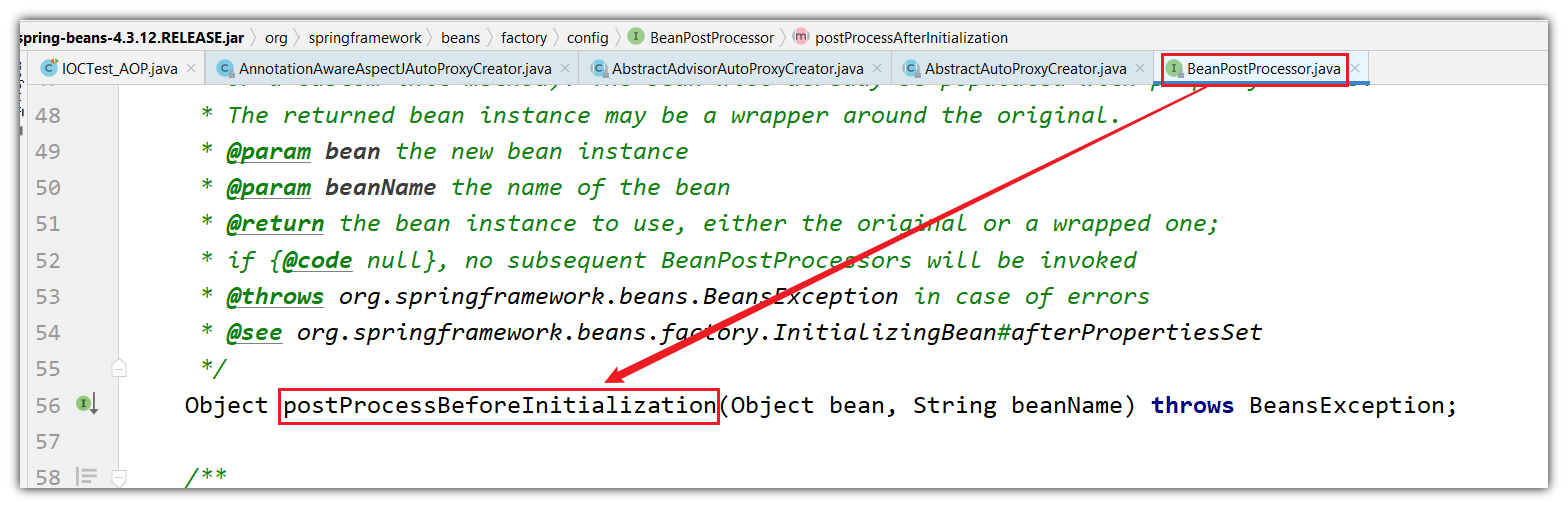 spring-beans-4.3.12.RELEASE.jar org springframework beans factory config I BeanPostProcessor m postProcessAfterInitialization
C IOCTest_AOP.java C AnnotationAwareAspectJAutoProxyCreator.java C AbstractAdvisorAutoProxyCreator.java C AbstractAutoProxyCreator.java I BeanPostProcessor.java
48 * The returned bean instance may be a wrapper around the original.
49 * @param bean the new bean instance
50 * @param beanName the name of the bean
51 * @return the bean instance to use, either the original or a wrapped one;
52 * if {@code null}, no subsequent BeanPostProcessors will be invoked
53 * @throws org.springframework.beans.BeansException in case of errors
54 * @see org.springframework.beans.factory.InitializingBean#afterPropertiesSet
55 */
56 I Object postProcessBeforeInitialization(Object bean, String beanName) throws BeansException;
57
58 /**